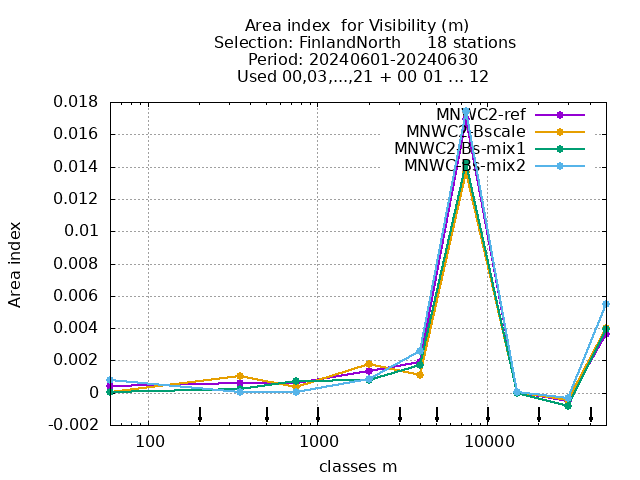 Area index  for Visibility (m)
Selection: FinlandNorth     18 stations
Period: 20240601-20240630
Used 00,03,...,21 + 00 01 ... 12
MNWC2-ref
MNWC2-Bscale
MNWC2-Bs-mix1
MNWC-Bs-mix2
0.018
0.016
0.014
0.012
0.01
0.008
0.006
0.004
0.002
0
-0.002
Area index
100
1000
10000
classes m